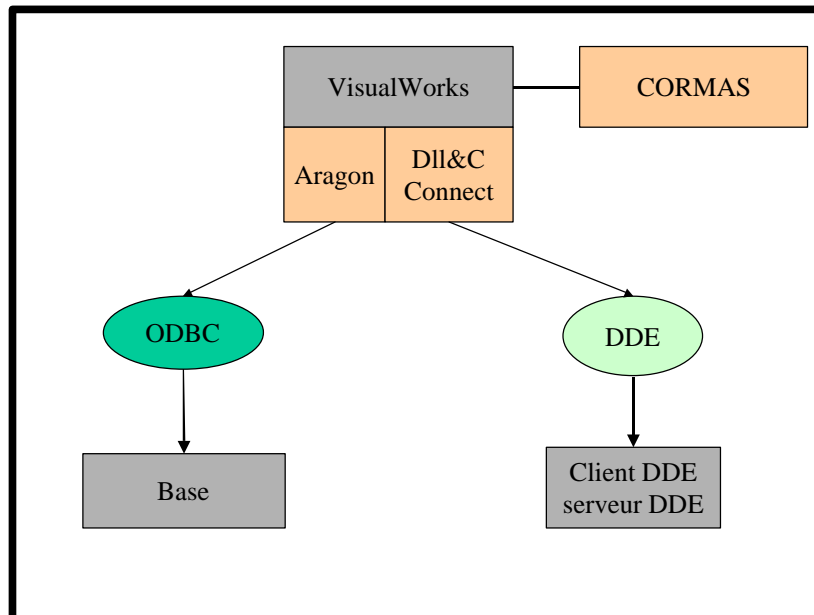 VisualWorks
CORMAS
Aragon
Dll&C
Connect
ODBC
DDE
Base
Client DDE
serveur DDE